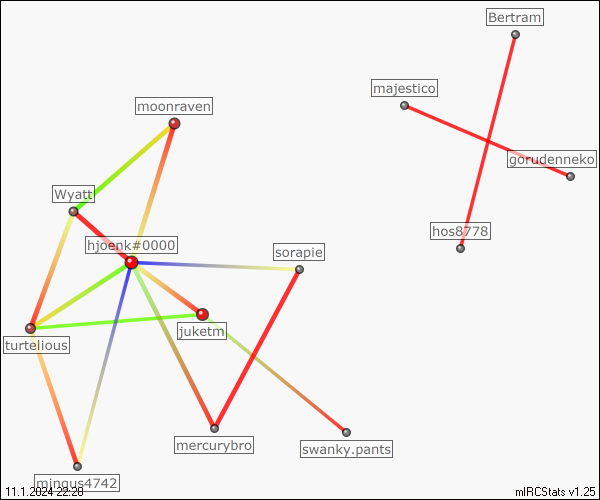 Bertram
majestico
moonraven
gorudenneko
Wyatt
hos8778
hjoenk#0000
sorapie
juketm
turtelious
mercurybro
swanky.pants
mingus4742
11.1.2024 22:28
mIRCStats v1.25